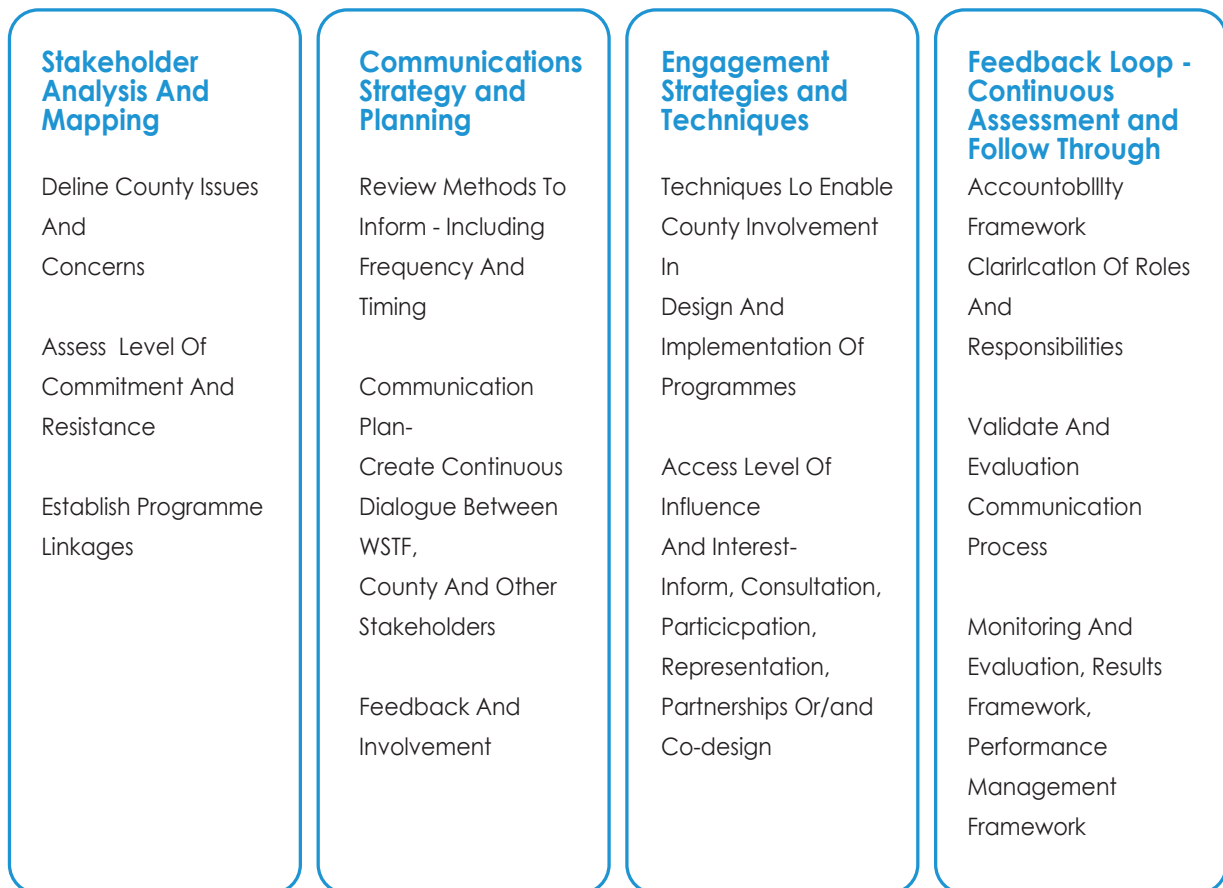 Stakeholder
Analysis And
Mapping
Deline County Issues
And
Concerns
Assess Level Of
Commitment And
Resistance
Establish Programme
Linkages
Communications
Strategy and
Planning
Review Methods To
Inform - Including
Frequency And
Timing
Communication
Plan-
Create Continuous
Dialogue Between
WSTF,
County And Other
Stakeholders
Feedback And
Involvement
Engagement
Strategies and
Techniques
Techniques Lo Enable
County Involvement
In
Design And
Implementation Of
Programmes
Access Level Of
Influence
And Interest-
Inform, Consultation,
Particicpation,
Representation,
Partnerships Or/and
Co-design
Feedback Loop -
Continuous
Assessment and
Follow Through
AccountoblIlty
Framework
ClarirlcatIon Of Roles
And
Responsibilities
Validate And
Evaluation
Communication
Process
Monitoring And
Evaluation, Results
Framework,
Performance
Management
Framework